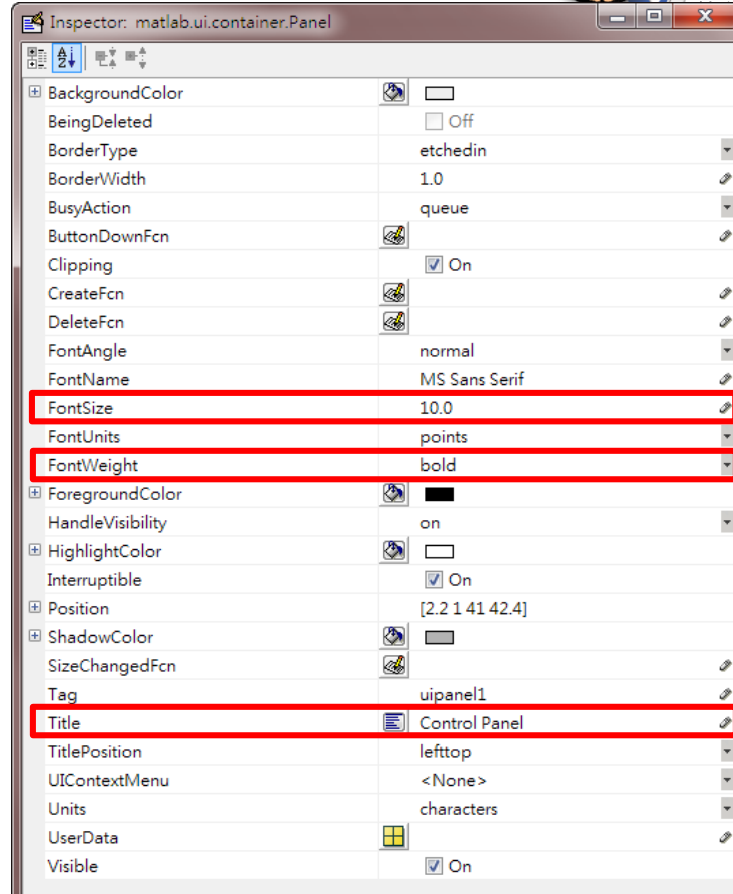 Inspector: matlab.ui.container.Panel
BackgroundColor
BeingDeleted Off
BorderType etchedin
BorderWidth 1.0
BusyAction queue
ButtonDownFcn
Clipping On
CreateFcn
DeleteFcn
FontAngle normal
FontName MS Sans Serif
FontSize 10.0
FontUnits points
FontWeight bold
ForegroundColor
HandleVisibility on
HighlightColor
Interruptible On
Position [2.2 1 41 42.4]
ShadowColor
SizeChangedFcn
Tag uipanel1
Title Control Panel
TitlePosition lefttop
UIContextMenu <None>
Units characters
UserData
Visible On